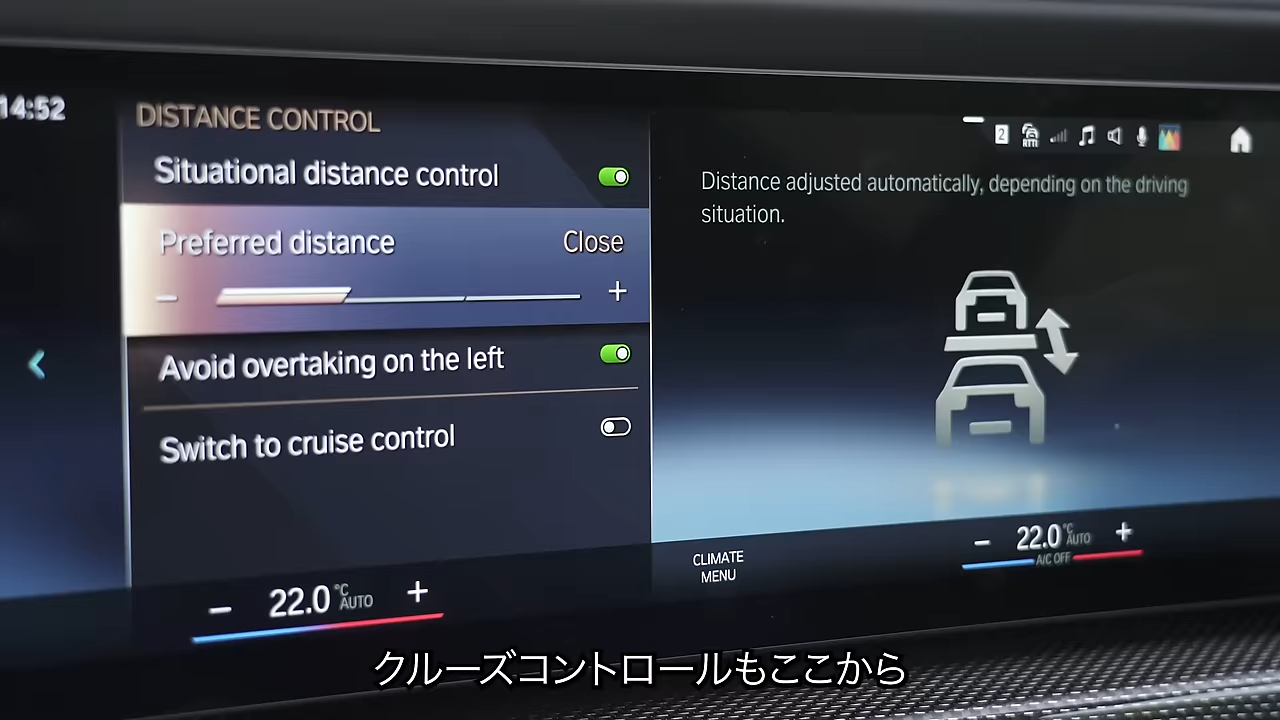 14:52
DISTANCE CONTROL
Situational distance control
Preferred distance
Close
−
+
Avoid overtaking on the left
Switch to cruise control
2
RTTI
Distance adjusted automatically, depending on the driving
situation.
CLIMATE
MENU
− 22.0 °C AUTO +
A/C OFF
− 22.0 °C AUTO +
クルーズコントロールもここから